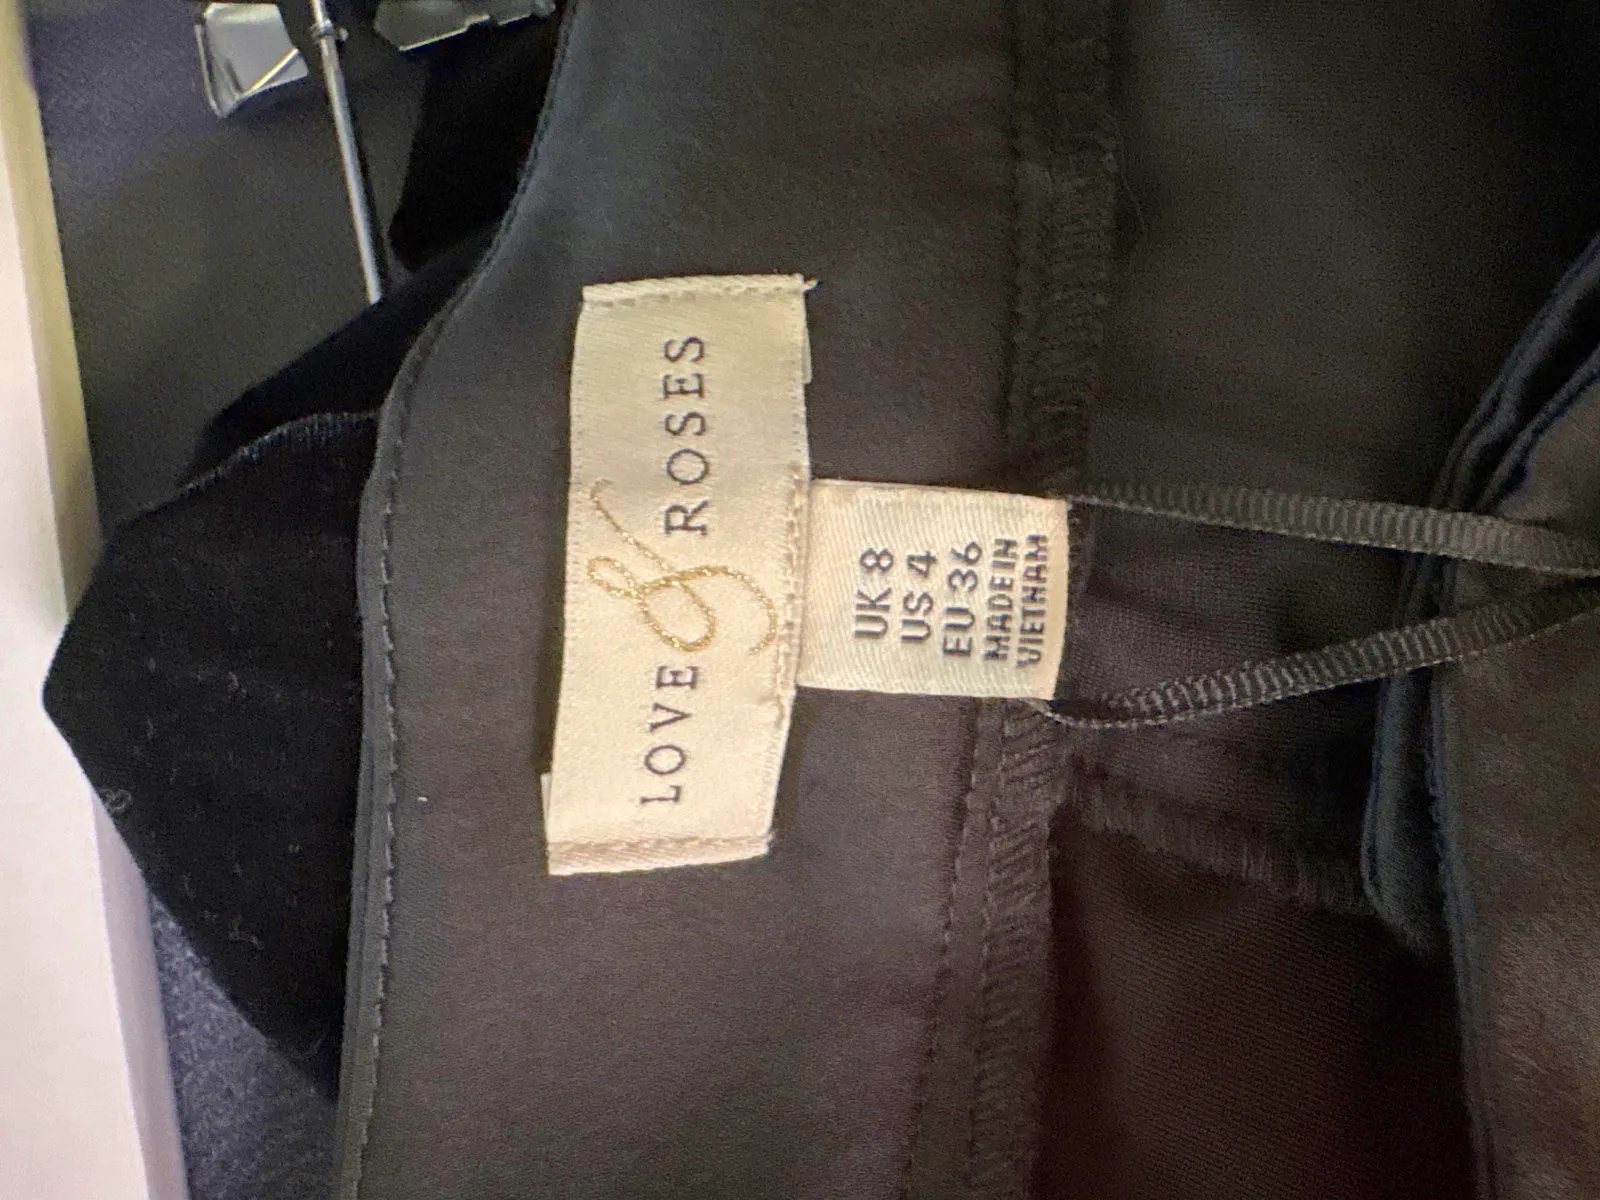 LOVE & ROSES
UK 8
US 4
EU 36
MADE IN
VIETNAM